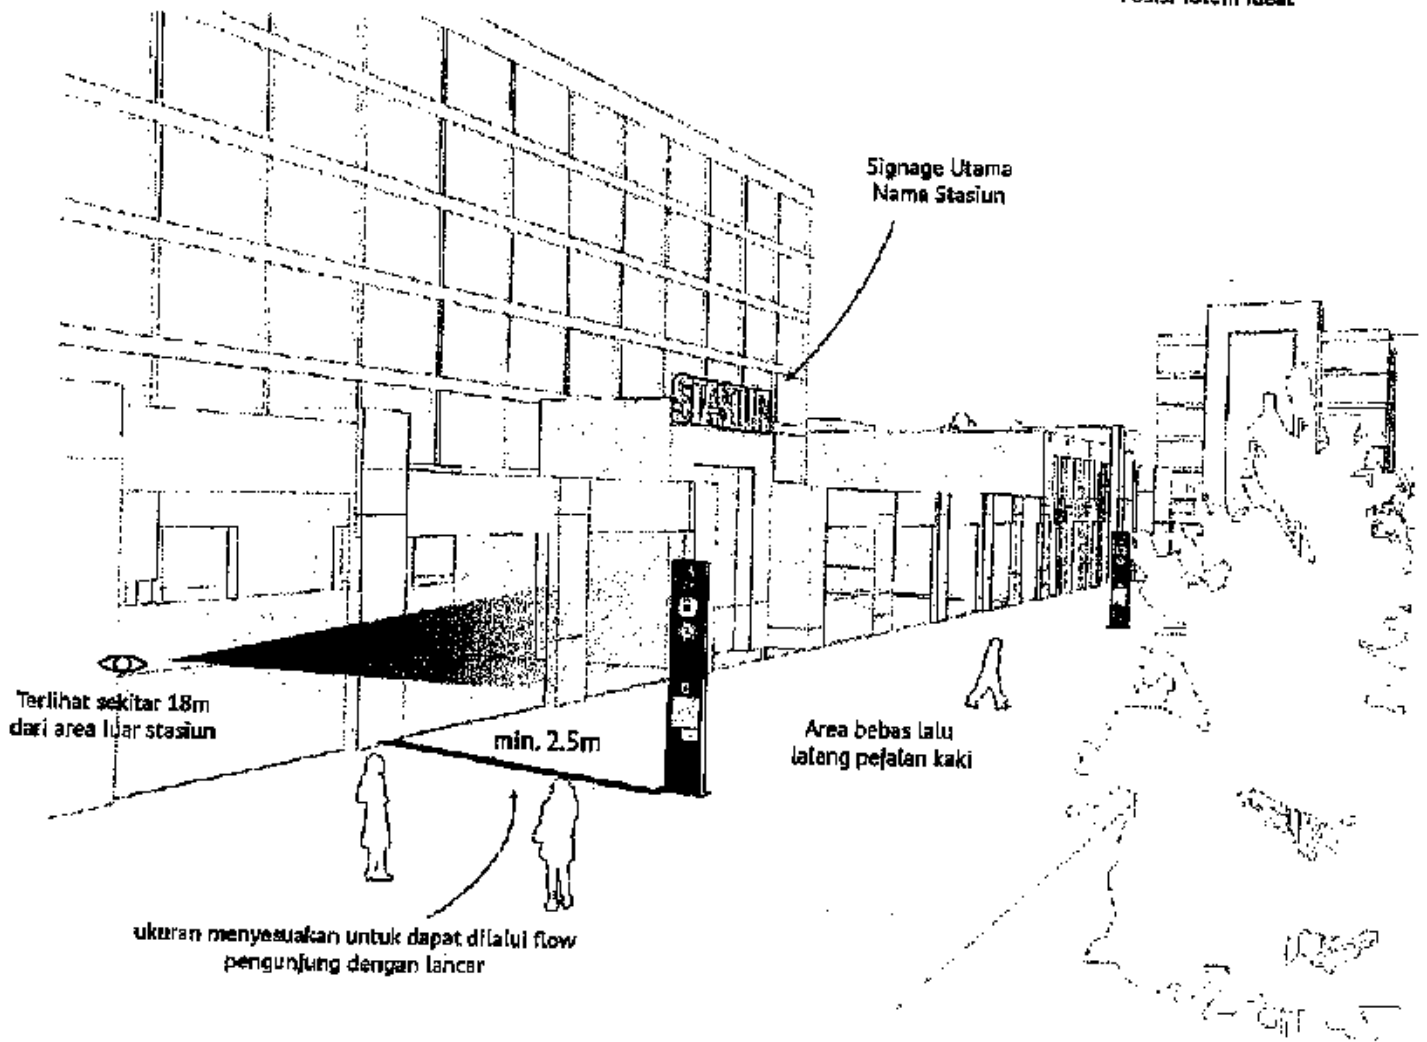 Signage Utama
Nama Stasiun
STASIUN
Terlihat sekitar 18m
dari area luar stasiun
min. 2.5m
Area bebas lalu
lalang pejalan kaki
ukuran menyesuakan untuk dapat dilalui flow
pengunjung dengan lancar